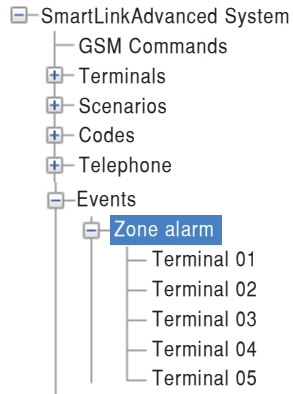 SmartLinkAdvanced System
GSM Commands
Terminals
Scenarios
Codes
Telephone
Events
Zone alarm
Terminal 01
Terminal 02
Terminal 03
Terminal 04
Terminal 05